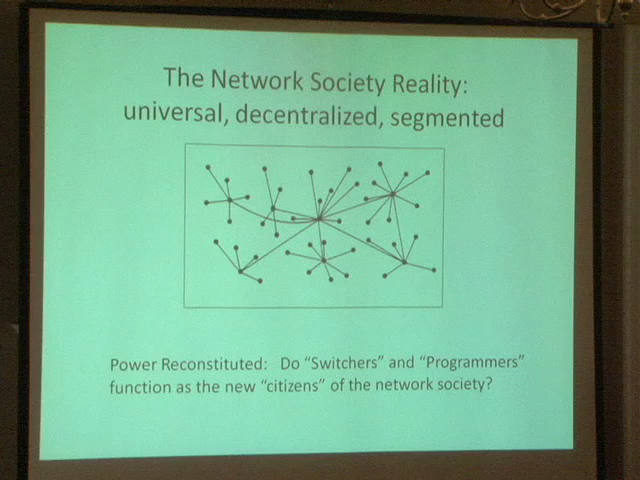 The Network Society Reality:
universal, decentralized, segmented
Power Reconstituted: Do “Switchers” and “Programmers”
function as the new “citizens” of the network society?